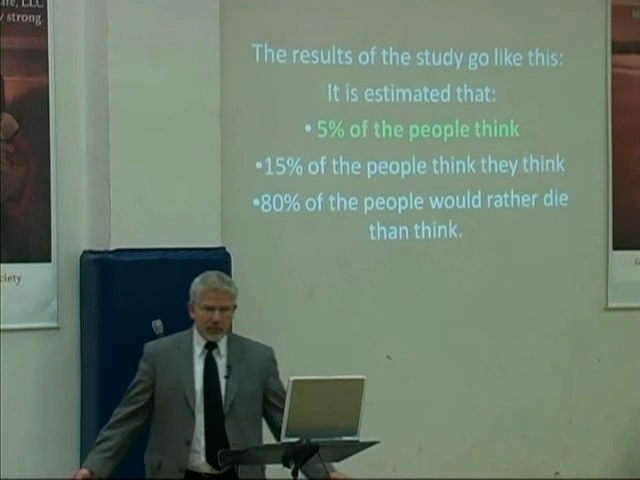 LLC
strong
ciety
The results of the study go like this:
It is estimated that:
• 5% of the people think
•15% of the people think they think
•80% of the people would rather die
than think.